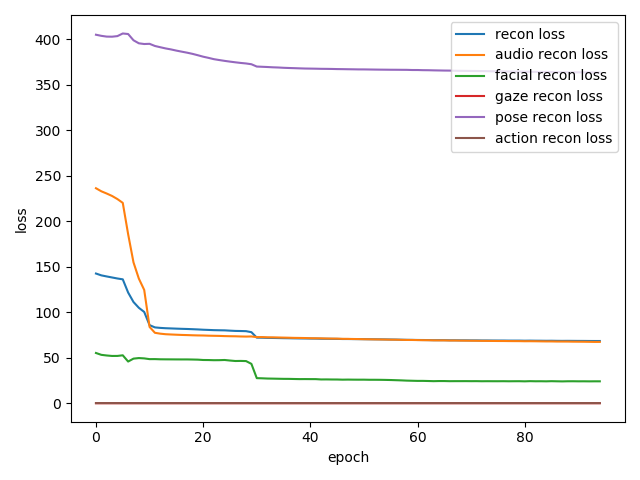 400
350
300
250
200
150
100
50
0
loss
0 20 40 60 80
epoch
recon loss
audio recon loss
facial recon loss
gaze recon loss
pose recon loss
action recon loss